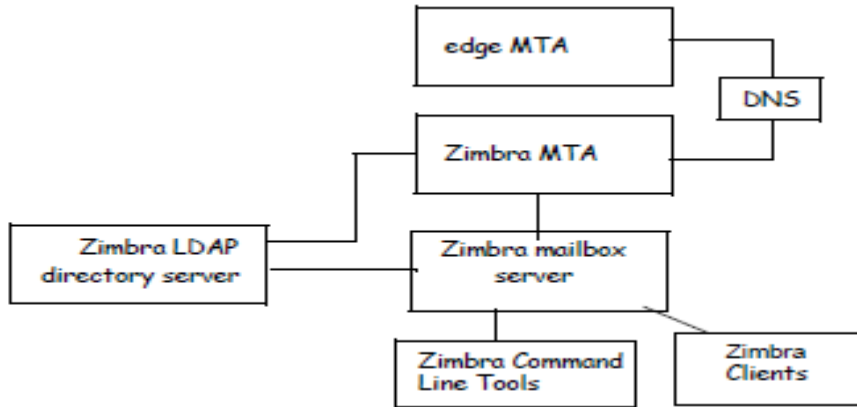 edge MTA
DNS
Zimbra MTA
Zimbra LDAP
directory server
Zimbra mailbox
server
Zimbra Command
Line Tools
Zimbra
Clients